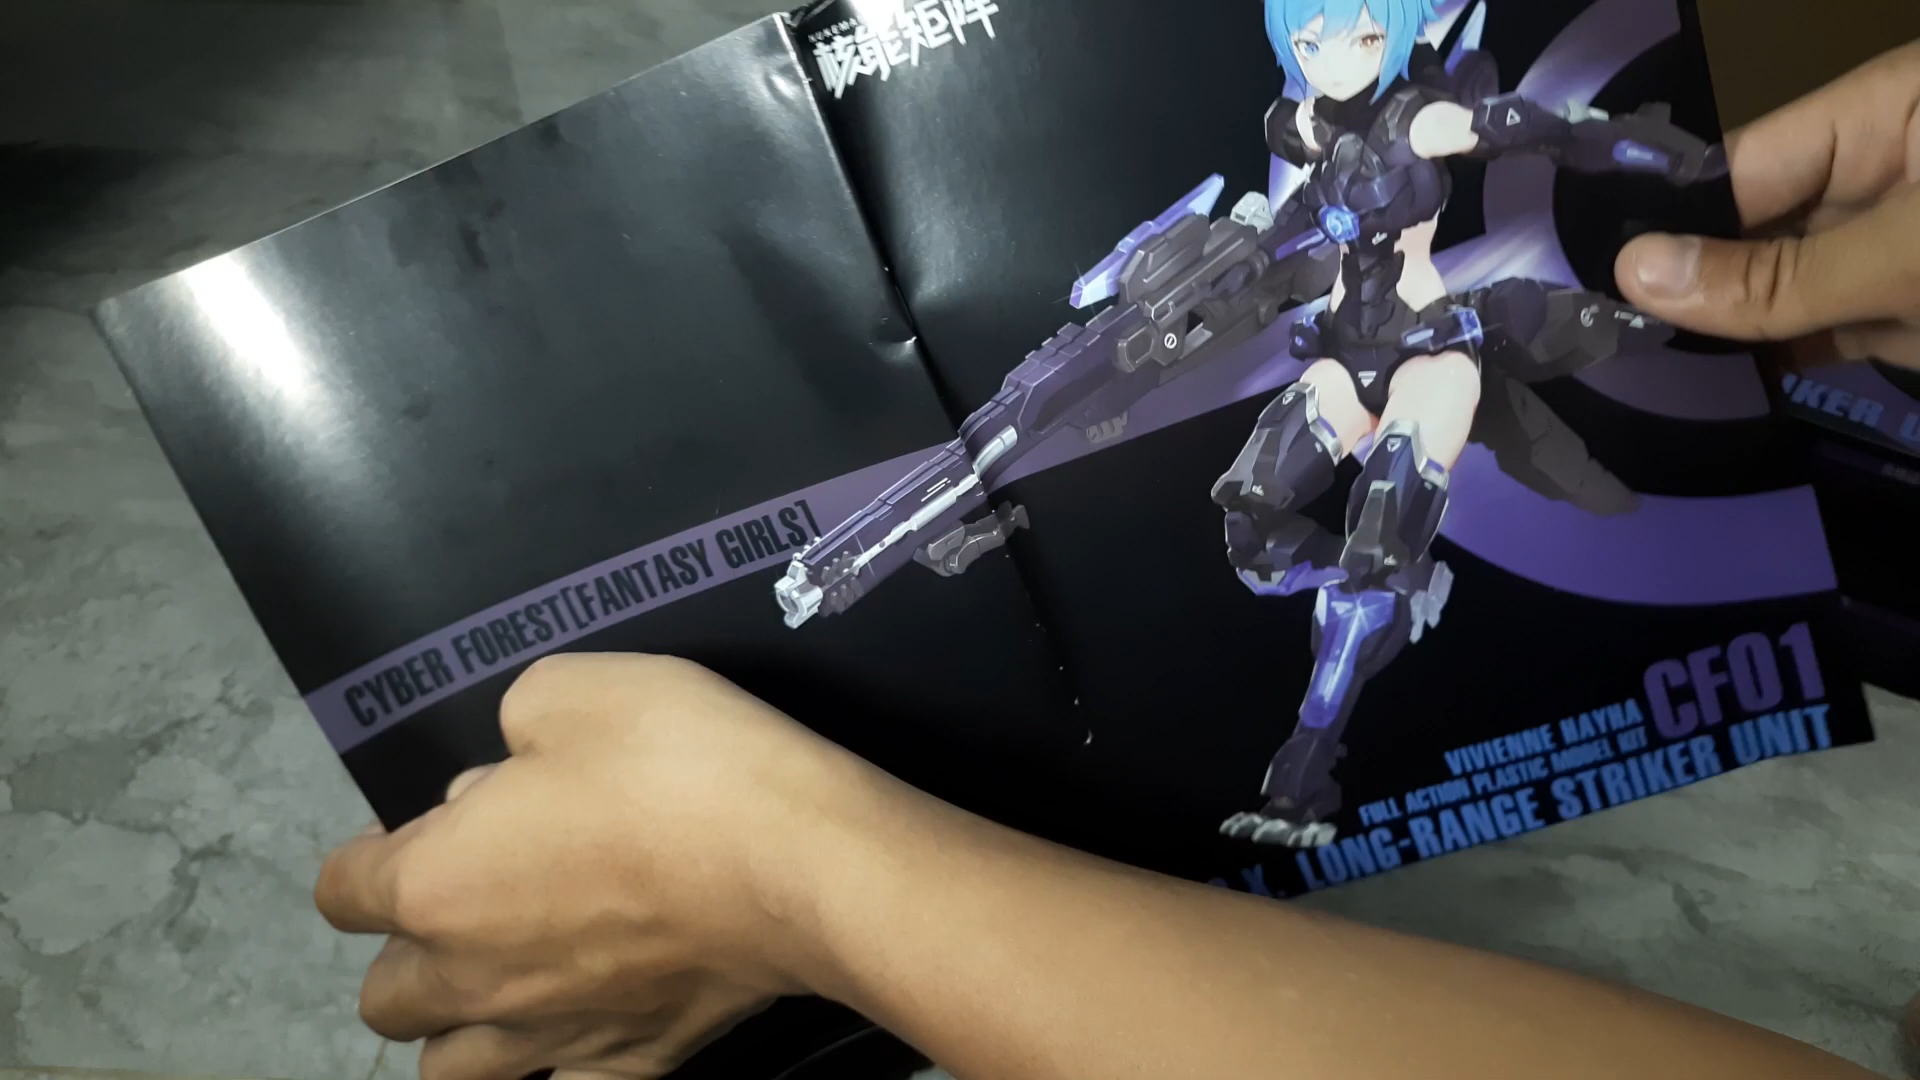 核能矩阵
CYBER FOREST[FANTASY GIRLS]
CF01
VIVIENNE NAYHA
FULL ACTION PLASTIC MODEL KIT
X. LONG-RANGE STRIKER UNIT